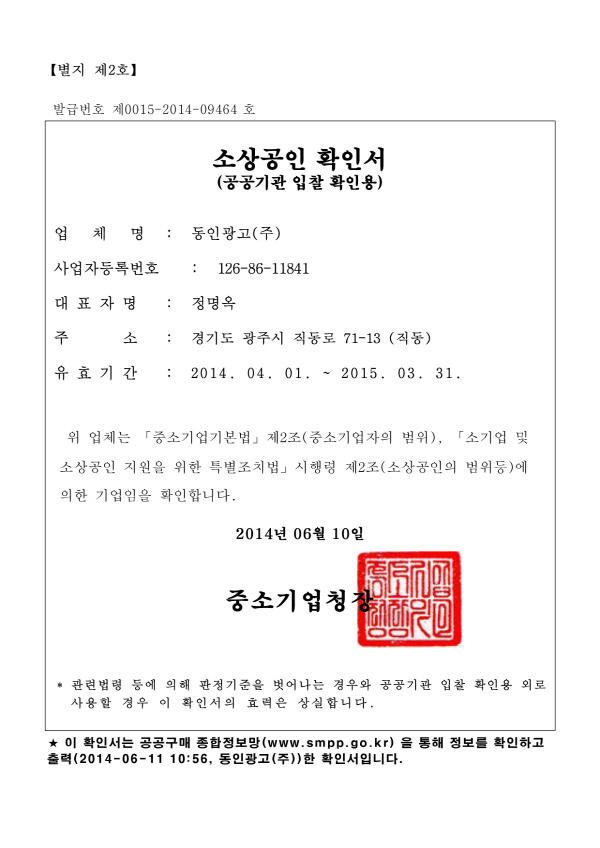 【별지 제2호】
발급번호 제0015-2014-09464 호
소상공인 확인서
(공공기관 입찰 확인용)
업 체 명 : 동인광고(주)
사업자등록번호 : 126-86-11841
대 표 자 명 : 정명옥
주 소 : 경기도 광주시 직동로 71-13 (직동)
유 효 기 간 : 2014. 04. 01. ~ 2015. 03. 31.
위 업체는 「중소기업기본법」제2조(중소기업자의 범위), 「소기업 및
소상공인 지원을 위한 특별조치법」시행령 제2조(소상공인의 범위등)에
의한 기업임을 확인합니다.
2014년 06월 10일
중소기업청장
* 관련법령 등에 의해 판정기준을 벗어나는 경우와 공공기관 입찰 확인용 외로
사용할 경우 이 확인서의 효력은 상실합니다.
★ 이 확인서는 공공구매 종합정보망(www.smpp.go.kr) 을 통해 정보를 확인하고
출력(2014-06-11 10:56, 동인광고(주))한 확인서입니다.